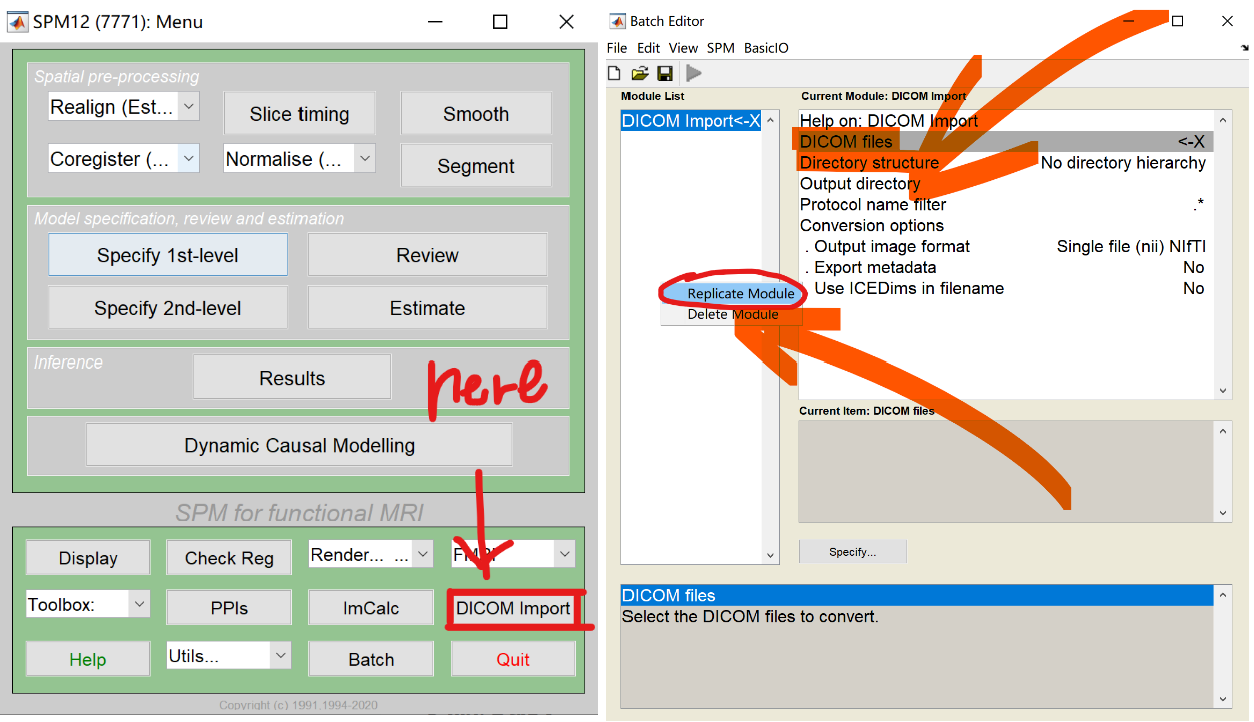 SPM12 (7771): Menu
Spatial pre-processing
Realign (Est...
Slice timing
Smooth
Coregister (...
Normalise (...
Segment
Model specification, review and estimation
Specify 1st-level
Review
Specify 2nd-level
Estimate
Inference
Results
here
Dynamic Causal Modelling
SPM for functional MRI
Display
Check Reg
Render... ...
Toolbox:
PPIs
ImCalc
DICOM Import
Help
Utils...
Batch
Quit
Copyright (c) 1991,1994-2020
Batch Editor
File Edit View SPM BasicIO
Module List
DICOM Import<-X
Replicate Module
Delete Module
Current Module: DICOM Import
Help on: DICOM Import
DICOM files <-X
Directory structure No directory hierarchy
Output directory
Protocol name filter .*
Conversion options
. Output image format Single file (nii) NIfTI
. Export metadata No
. Use ICEDims in filename No
Current Item: DICOM files
Specify...
DICOM files
Select the DICOM files to convert.